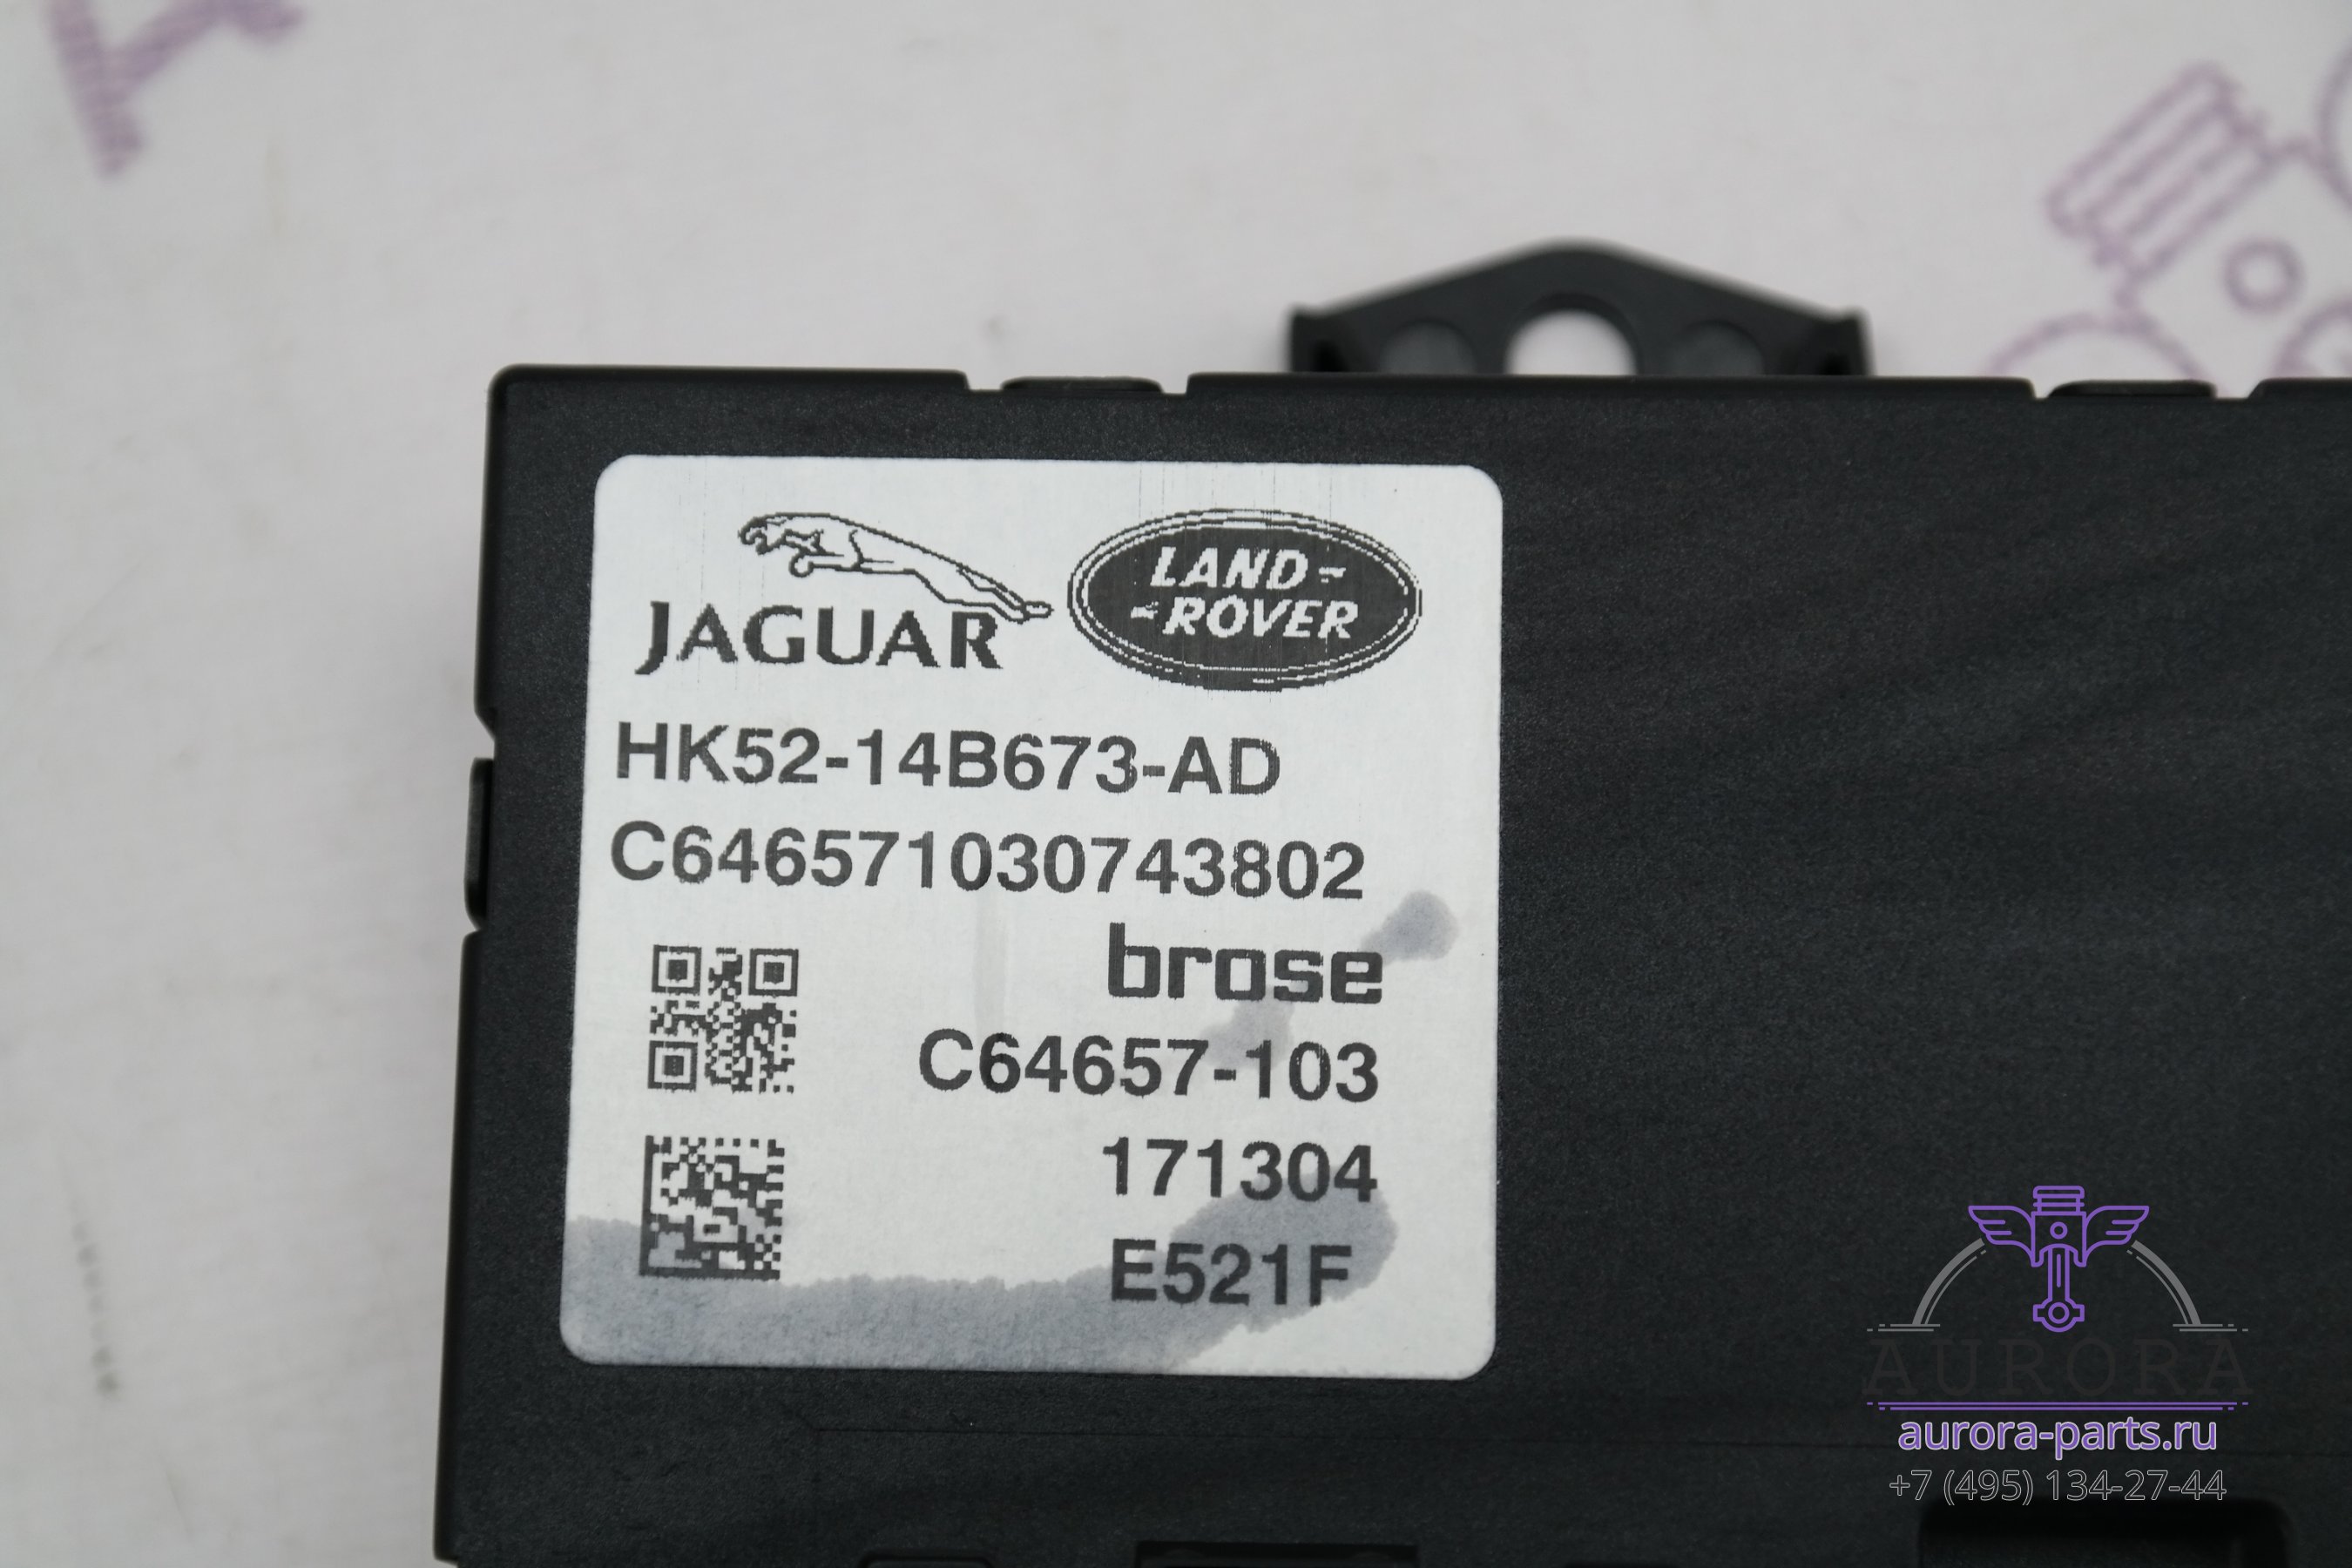 JAGUAR
LAND-
-ROVER
HK52-14B673-AD
C646571030743802
brose
C64657-103
171304
E521F
AURORA
aurora-parts.ru
+7 (495) 134-27-44